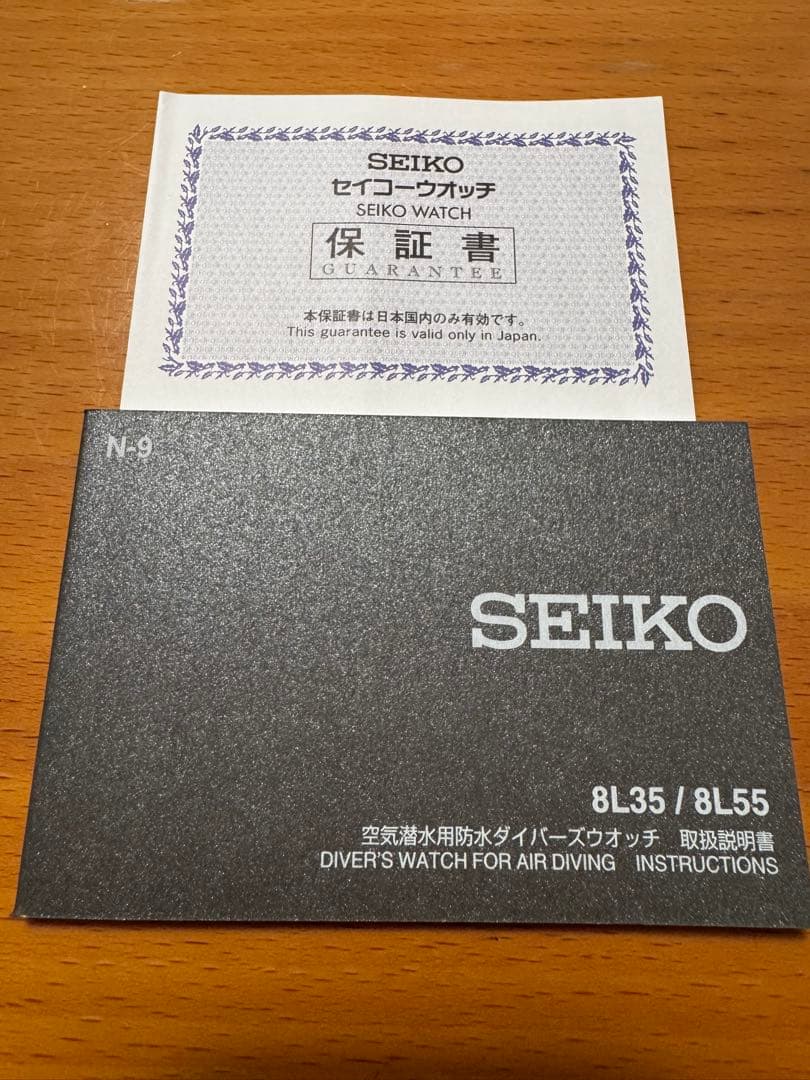 SEIKO
セイコーウオッチ
SEIKO WATCH
保証書
GUARANTEE
本保証書は日本国内のみ有効です。
This guarantee is valid only in Japan.
N-9
SEIKO
8L35 / 8L55
空気潜水用防水ダイバーズウオッチ 取扱説明書
DIVER'S WATCH FOR AIR DIVING INSTRUCTIONS